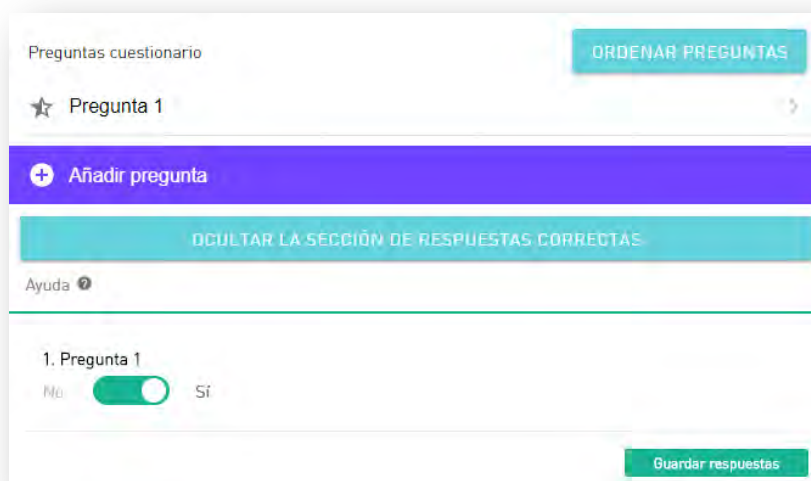 Preguntas cuestionario
ORDENAR PREGUNTAS
Pregunta 1
Añadir pregunta
OCULTAR LA SECCIÓN DE RESPUESTAS CORRECTAS
Ayuda
1. Pregunta 1
No Sí
Guardar respuestas